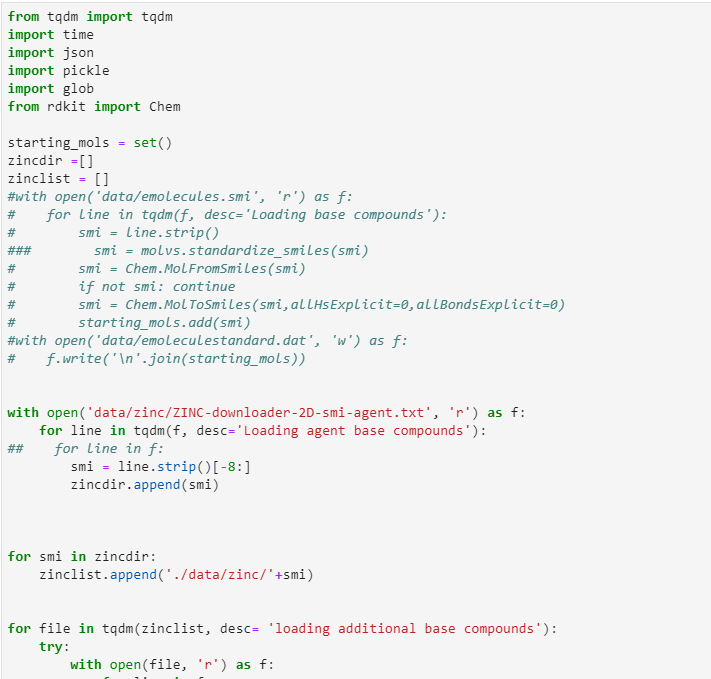 from tqdm import tqdm
import time
import json
import pickle
import glob
from rdkit import Chem
starting_mols = set()
zincdir =[]
zinclist = []
#with open('data/emolecules.smi', 'r') as f:
#    for line in tqdm(f, desc='Loading base compounds'):
#        smi = line.strip()
###        smi = molvs.standardize_smiles(smi)
#        smi = Chem.MolFromSmiles(smi)
#        if not smi: continue
#        smi = Chem.MolToSmiles(smi,allHsExplicit=0,allBondsExplicit=0)
#        starting_mols.add(smi)
#with open('data/emoleculestandard.dat', 'w') as f:
#    f.write('\n'.join(starting_mols))
with open('data/zinc/ZINC-downloader-2D-smi-agent.txt', 'r') as f:
    for line in tqdm(f, desc='Loading agent base compounds'):
##    for line in f:
        smi = line.strip()[-8:]
        zincdir.append(smi)
for smi in zincdir:
    zinclist.append('./data/zinc/'+smi)
for file in tqdm(zinclist, desc= 'loading additional base compounds'):
    try:
        with open(file, 'r') as f: